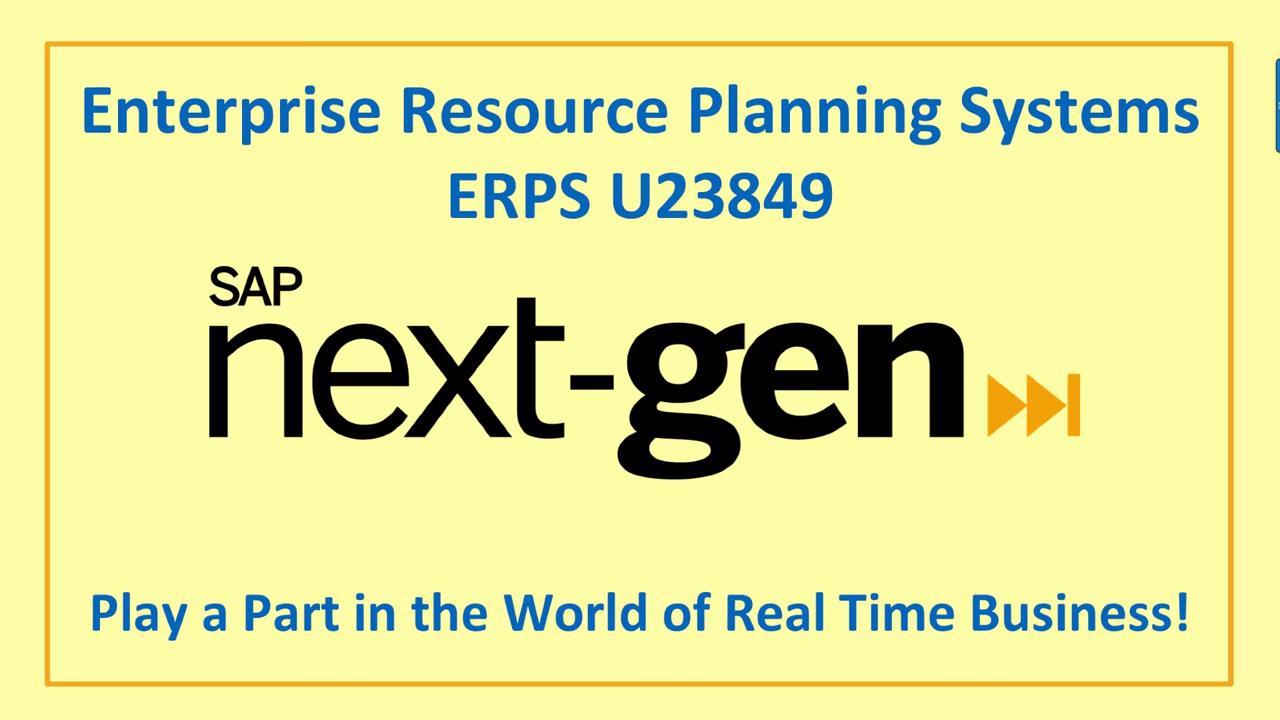 Enterprise Resource Planning Systems
ERPS U23849
SAP
next-gen
Play a Part in the World of Real Time Business!